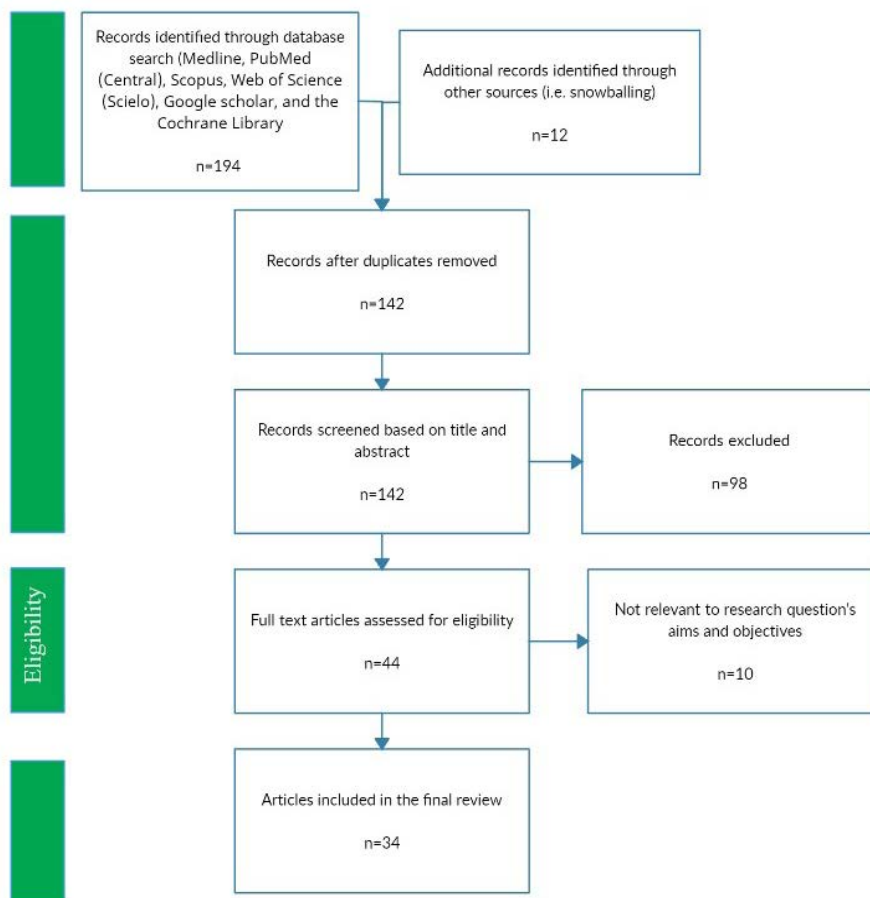 Records identified through database
search (Medline, PubMed
(Central), Scopus, Web of Science
(Scielo), Google scholar, and the
Cochrane Library
n=194
Additional records identified through
other sources (i.e. snowballing)
n=12
Records after duplicates removed
n=142
Records screened based on title and
abstract
n=142
Records excluded
n=98
Eligibility
Full text articles assessed for eligibility
n=44
Not relevant to research question's
aims and objectives
n=10
Articles included in the final review
n=34